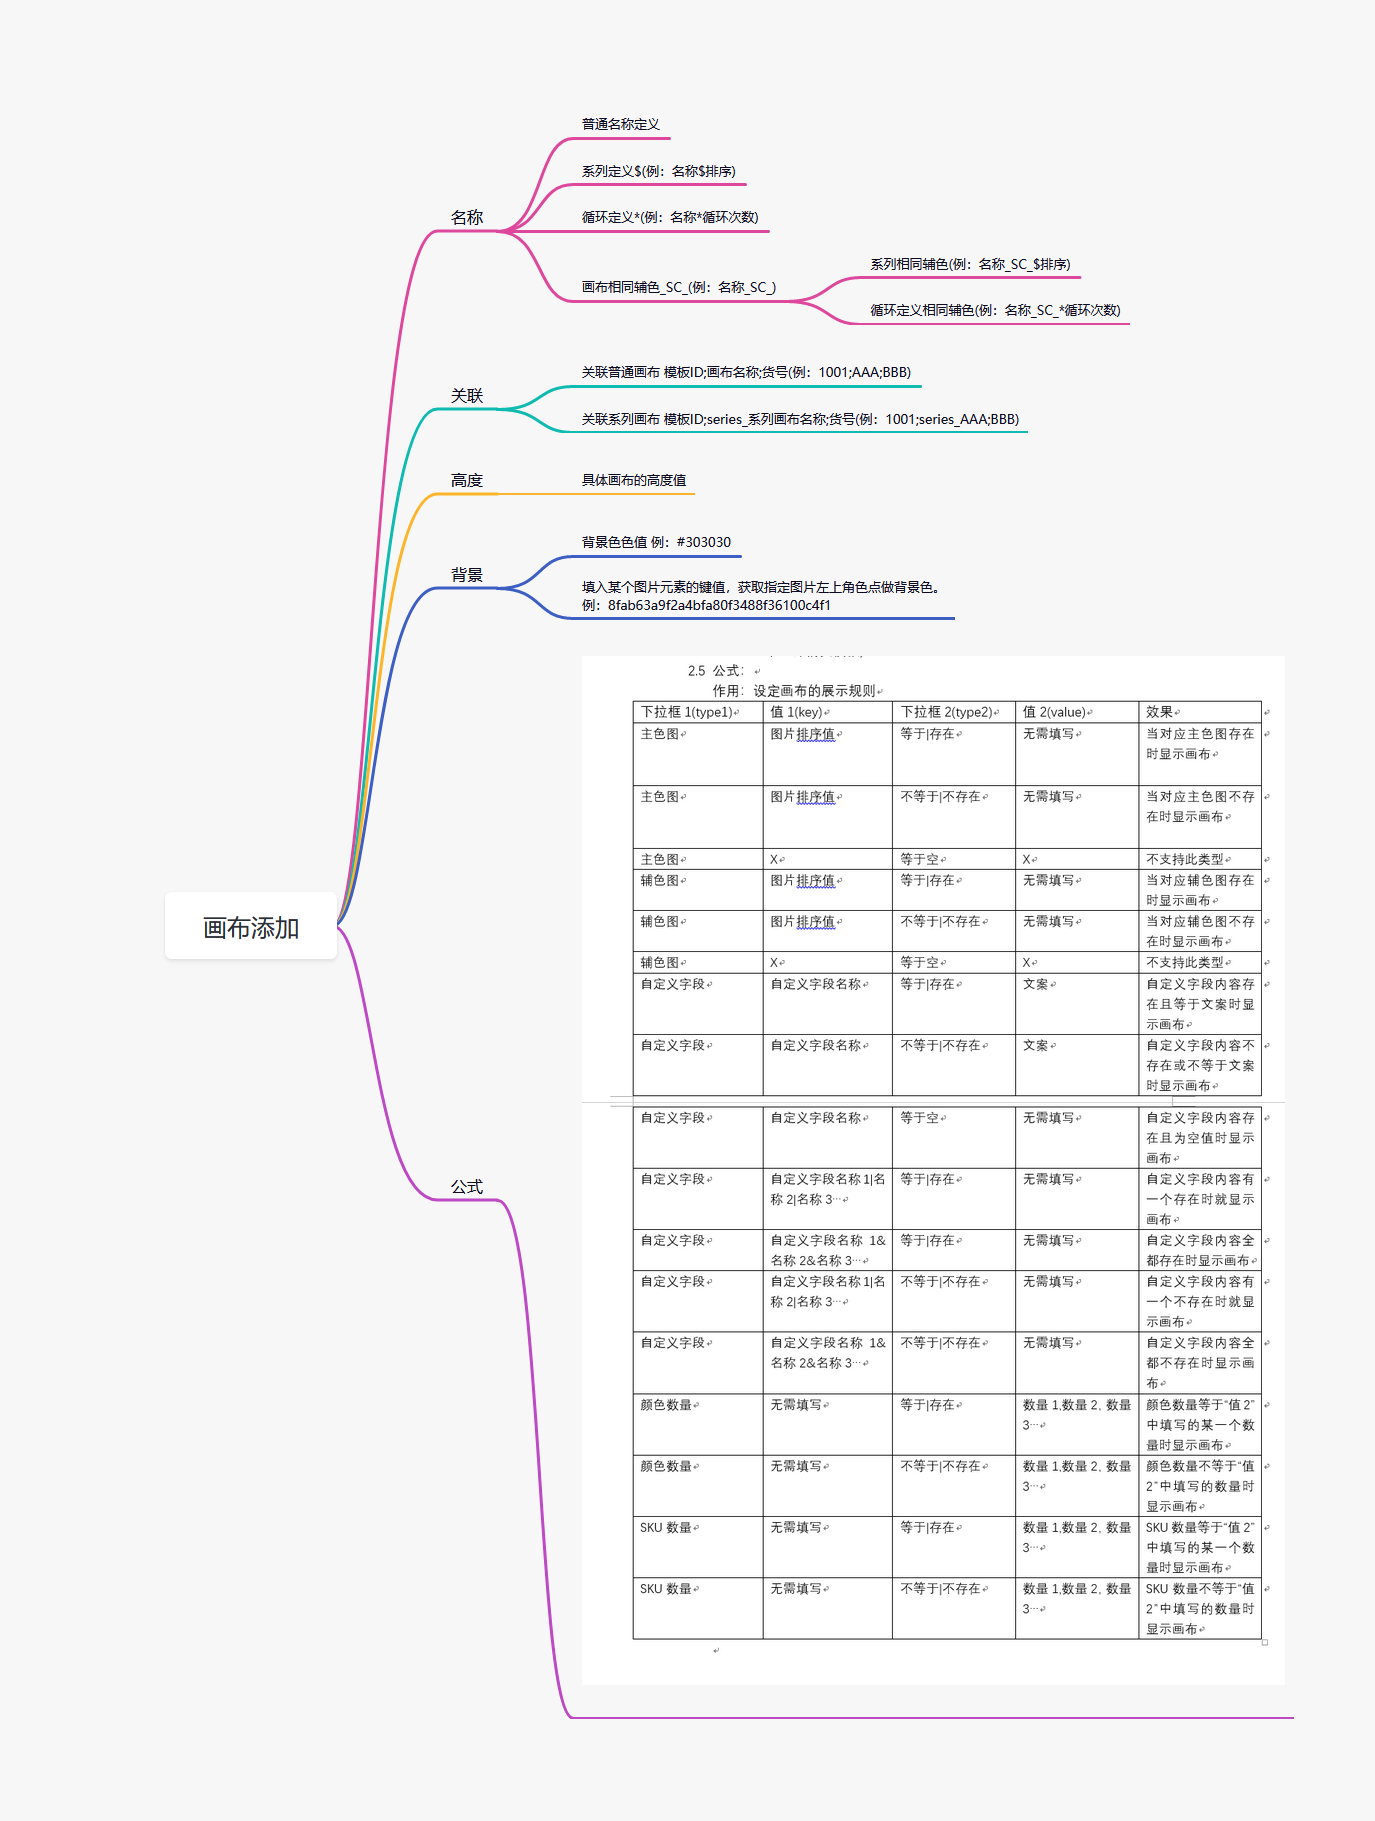 普通名称定义
系列定义$(例：名称$排序)
名称
循环定义*(例：名称*循环次数)
系列相同辅色(例：名称_SC_$排序)
画布相同辅色_SC_(例：名称_SC_)
循环定义相同辅色(例：名称_SC_*循环次数)
关联普通画布 模板ID;画布名称;货号(例：1001;AAA;BBB)
关联
关联系列画布 模板ID;series_系列画布名称;货号(例：1001;series_AAA;BBB)
高度
具体画布的高度值
背景色色值 例：#303030
背景
填入某个图片元素的键值，获取指定图片左上角色点做背景色。
例：8fab63a9f2a4bfa80f3488f36100c4f1
画布添加
公式
2.5 公式：
作用：设定画布的展示规则
下拉框 1(type1) 值 1(key) 下拉框 2(type2) 值 2(value) 效果
主色图 图片排序值 等于|存在 无需填写 当对应主色图存在
时显示画布
主色图 图片排序值 不等于|不存在 无需填写 当对应主色图不存
在时显示画布
主色图 X 等于空 X 不支持此类型
辅色图 图片排序值 等于|存在 无需填写 当对应辅色图存在
时显示画布
辅色图 图片排序值 不等于|不存在 无需填写 当对应辅色图不存
在时显示画布
辅色图 X 等于空 X 不支持此类型
自定义字段 自定义字段名称 等于|存在 文案 自定义字段内容存
在且等于文案时显
示画布
自定义字段 自定义字段名称 不等于|不存在 文案 自定义字段内容不
存在或不等于文案
时显示画布
自定义字段 自定义字段名称 等于空 无需填写 自定义字段内容存
在且为空值时显示
画布
自定义字段 自定义字段名称1|名 等于|存在 无需填写 自定义字段内容有
称 2|名称 3… 一个存在时就显示
画布
自定义字段 自定义字段名称 1& 等于|存在 无需填写 自定义字段内容全
名称 2&名称 3… 都存在时显示画布
自定义字段 自定义字段名称1|名 不等于|不存在 无需填写 自定义字段内容有
称 2|名称 3… 一个不存在时就显
示画布
自定义字段 自定义字段名称 1& 不等于|不存在 无需填写 自定义字段内容全
名称 2&名称 3… 都不存在时显示画
布
颜色数量 无需填写 等于|存在 数量 1,数量 2, 数量 颜色数量等于“值 2”
3… 中填写的某一个数
量时显示画布
颜色数量 无需填写 不等于|不存在 数量 1,数量 2, 数量 颜色数量不等于“值
3… 2”中填写的数量时
显示画布
SKU 数量 无需填写 等于|存在 数量 1,数量 2, 数量 SKU 数量等于“值 2”
3… 中填写的某一个数
量时显示画布
SKU 数量 无需填写 不等于|不存在 数量 1,数量 2, 数量 SKU 数量不等于“值
3… 2”中填写的数量时
显示画布